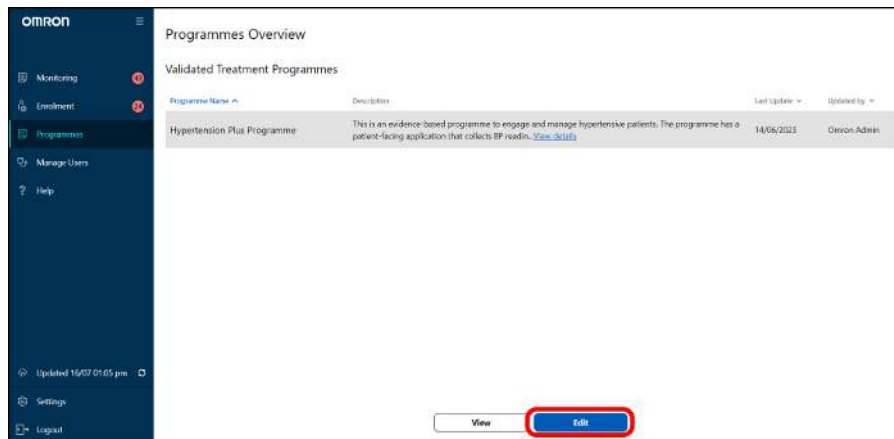 OMRON
Programmes Overview
Validated Treatment Programmes
Monitoring
Enrolment
Programmes
Manage Users
? Help
Programme Name
Description
Last Update
Updated by
Hypertension Plus Programme
This is an evidence-based programme to engage and manage hypertensive patients. The programme has a
patient-facing application that collects BP readin.. View details
14/06/2023
Omron Admin
Updated 16/07 01:05 pm
Settings
Logout
View
Edit